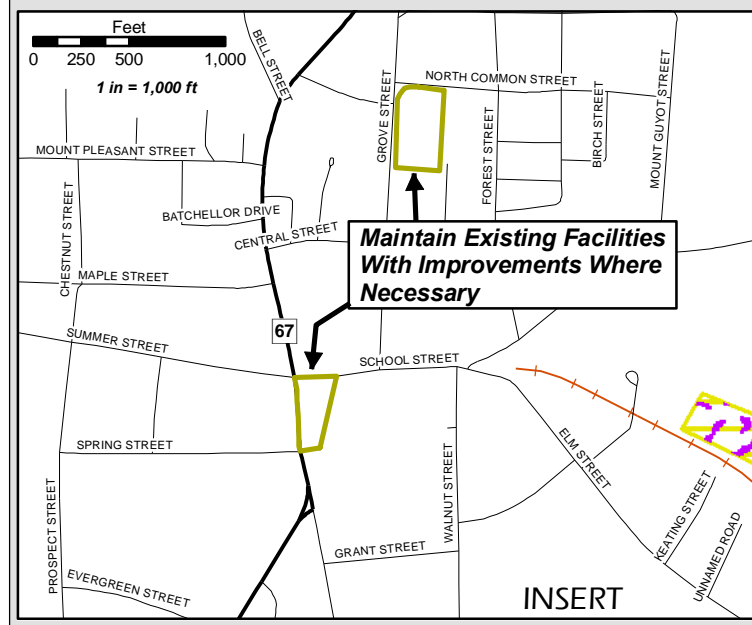 Feet
0 250 500 1,000
1 in = 1,000 ft
BELL STREET
NORTH COMMON STREET
GROVE STREET
FOREST STREET
BIRCH STREET
MOUNT GUYOT STREET
MOUNT PLEASANT STREET
CHESTNUT STREET
BATCHELLOR DRIVE
CENTRAL STREET
Maintain Existing Facilities
With Improvements Where
Necessary
MAPLE STREET
67
SUMMER STREET
SCHOOL STREET
SPRING STREET
ELM STREET
WALNUT STREET
KEATING STREET
PROSPECT STREET
UNNAMED ROAD
GRANT STREET
EVERGREEN STREET
INSERT